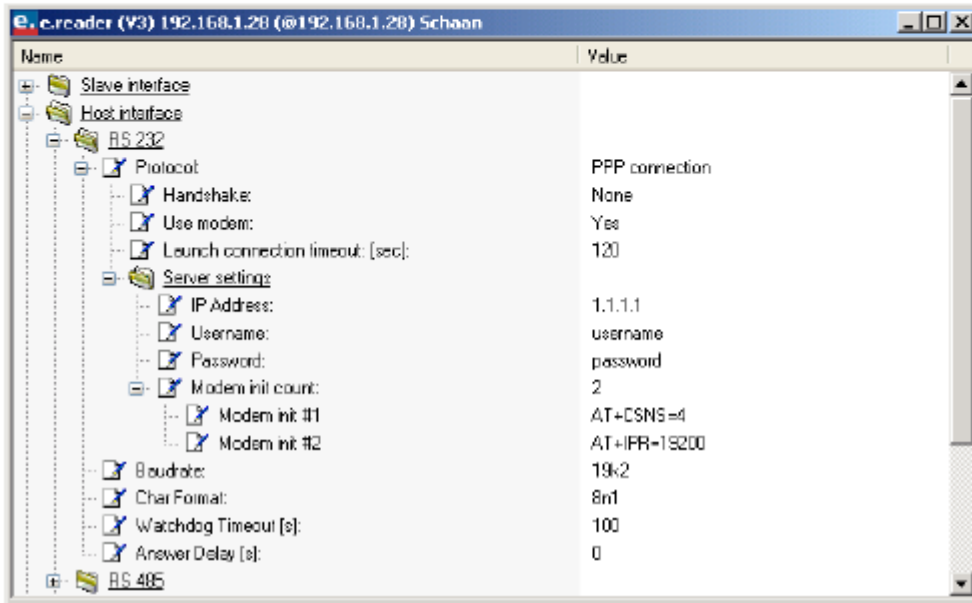 e.reader (V3) 192.168.1.28 (@192.168.1.28) Schaan
Name Value
Slave interface
Host interface
RS 232
Protocol: PPP connection
Handshake: None
Use modem: Yes
Launch connection timeout: [sec]: 120
Server settings
IP Address: 1.1.1.1
Username: username
Password: password
Modem init count: 2
Modem init #1 AT+CSNS=4
Modem init #2 AT+IPR=19200
Baudrate: 19k2
Char Format: 8n1
Watchdog Timeout [s]: 100
Answer Delay [s]: 0
RS 485